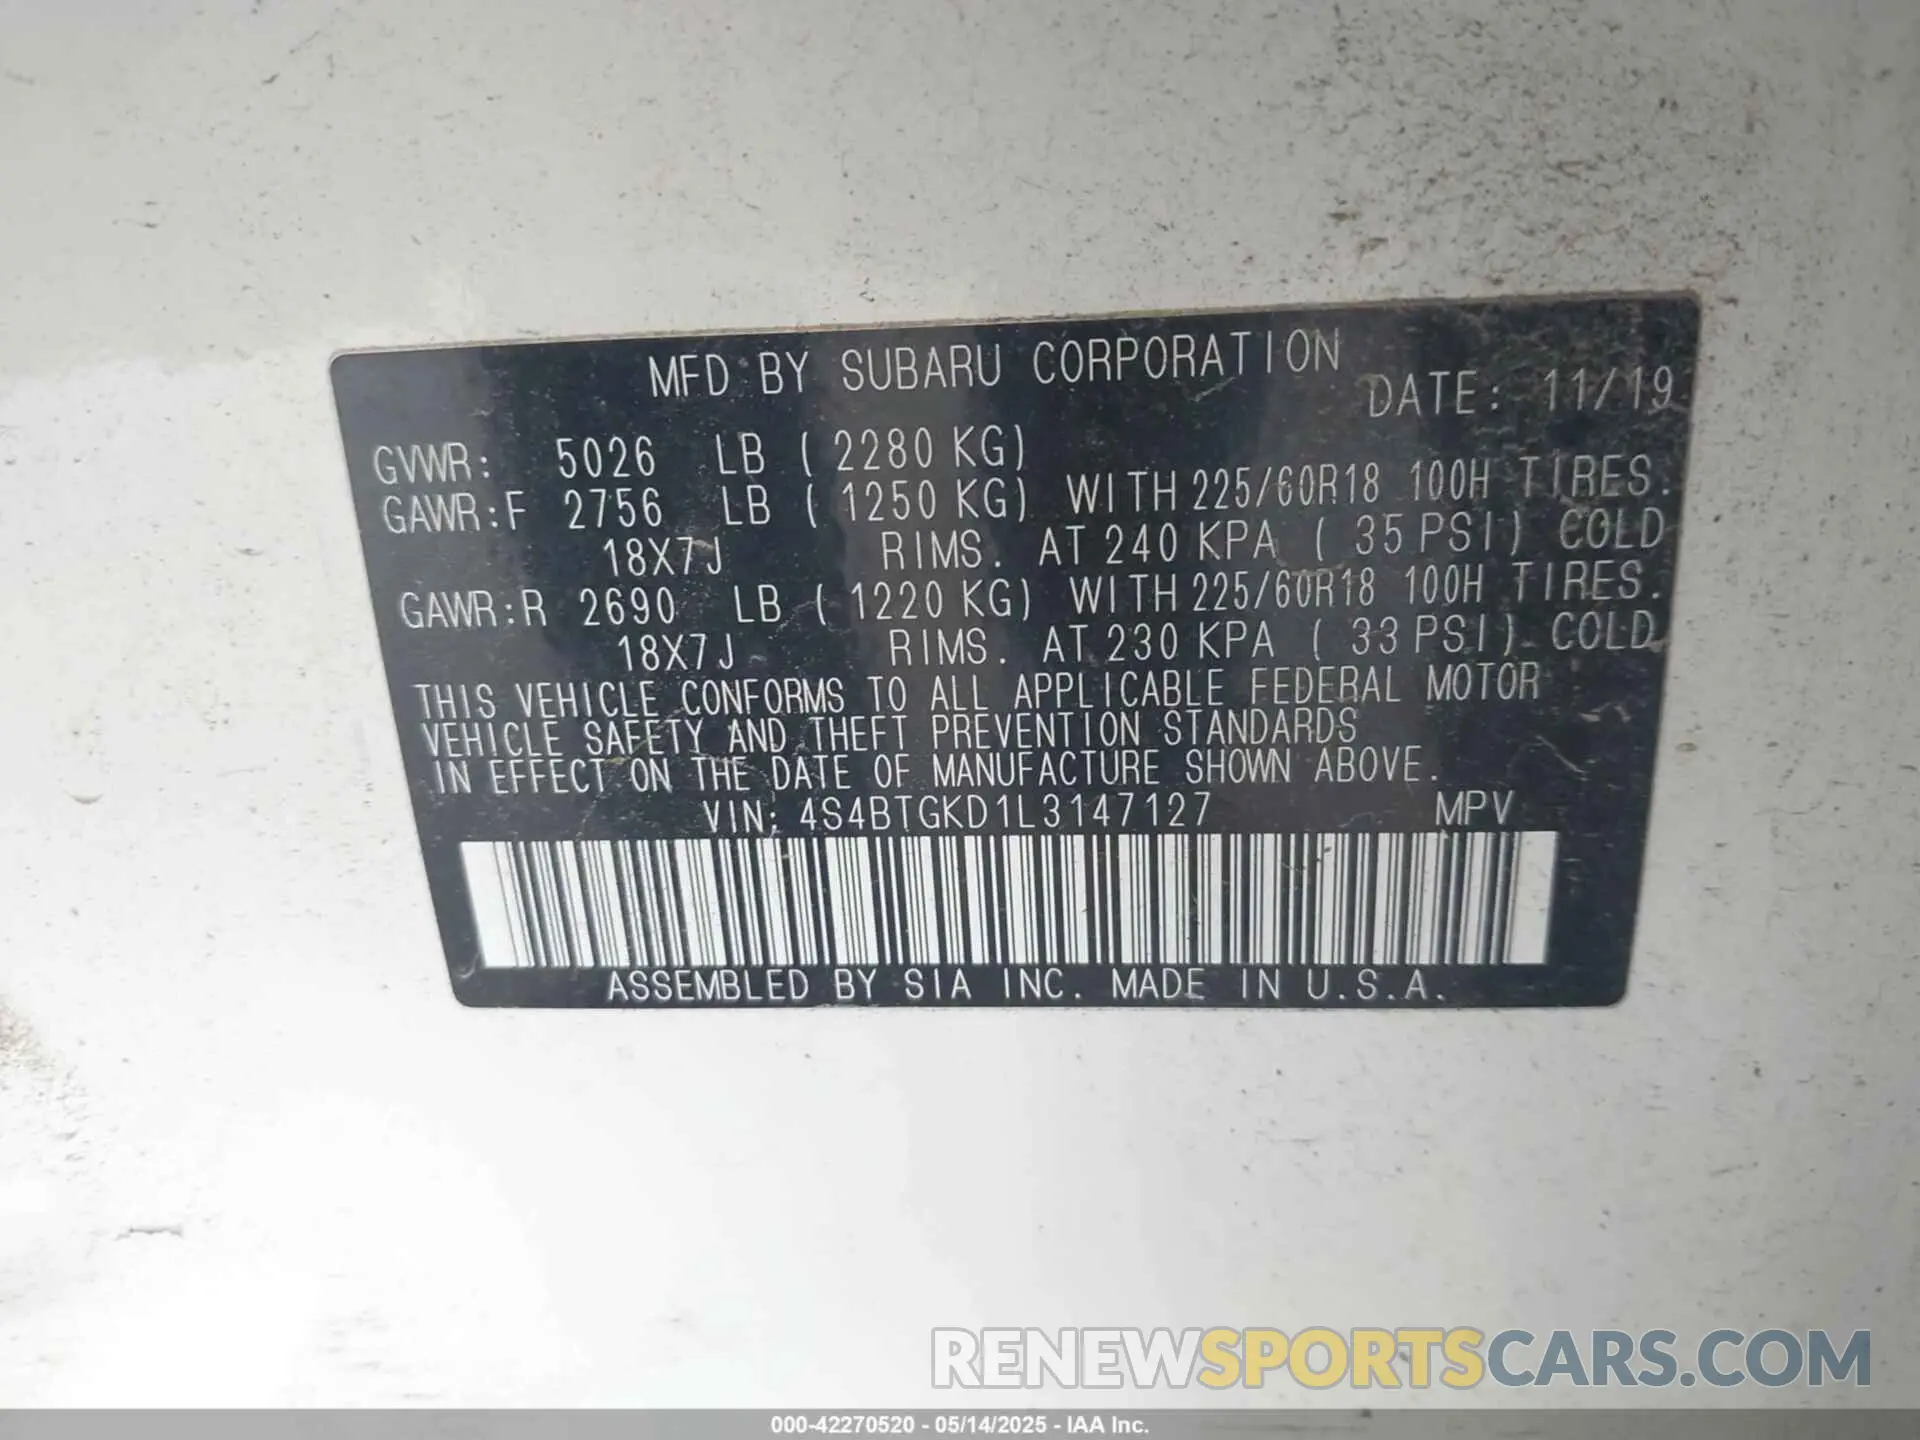 MFD BY SUBARU CORPORATION
DATE: 11/19
GVWR: 5026 LB ( 2280 KG)
GAWR:F 2756 LB ( 1250 KG) WITH 225/60R18 100H TIRES.
18X7J RIMS. AT 240 KPA ( 35 PSI) COLD
GAWR:R 2690 LB ( 1220 KG) WITH 225/60R18 100H TIRES.
18X7J RIMS. AT 230 KPA ( 33 PSI) COLD
THIS VEHICLE CONFORMS TO ALL APPLICABLE FEDERAL MOTOR
VEHICLE SAFETY AND THEFT PREVENTION STANDARDS
IN EFFECT ON THE DATE OF MANUFACTURE SHOWN ABOVE.
VIN: 4S4BTGKD1L3147127 MPV
ASSEMBLED BY SIA INC. MADE IN U.S.A.
RENEWSPORTSCARS.COM
000-42270520 - 05/14/2025 - IAA Inc.